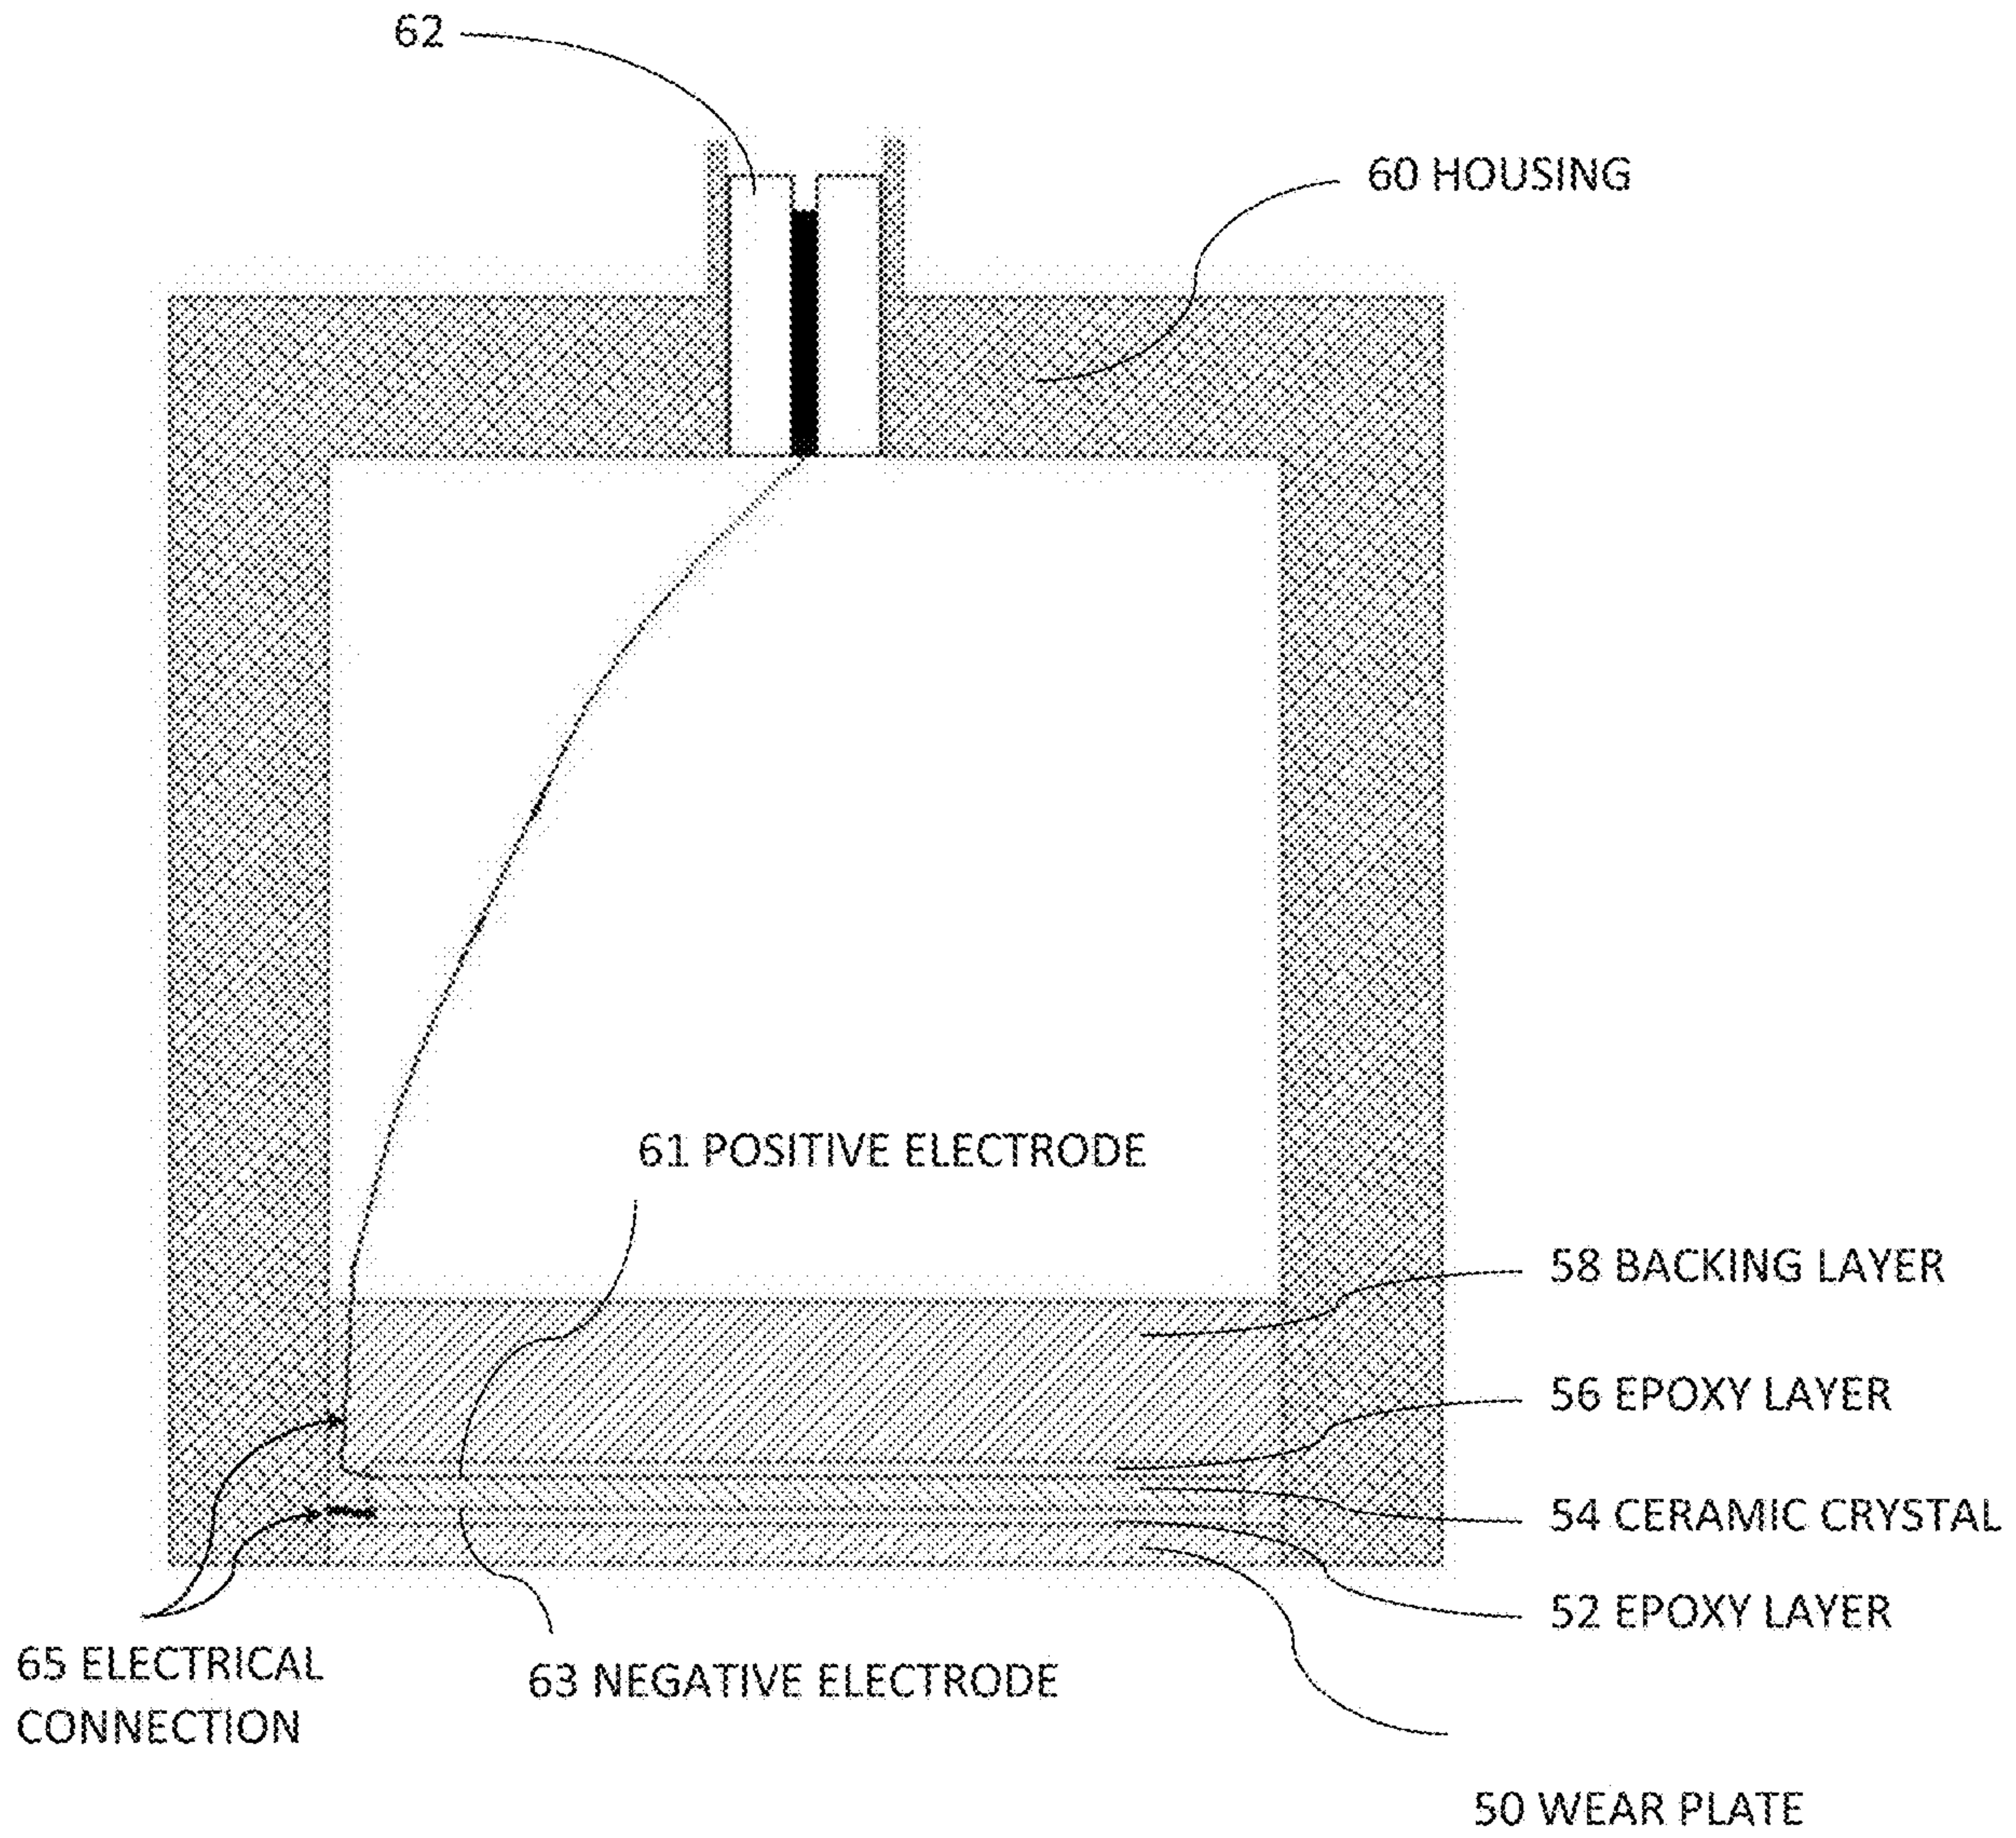 62
60 HOUSING
61 POSITIVE ELECTRODE
58 BACKING LAYER
56 EPOXY LAYER
54 CERAMIC CRYSTAL
52 EPOXY LAYER
65 ELECTRICAL
CONNECTION
63 NEGATIVE ELECTRODE
50 WEAR PLATE